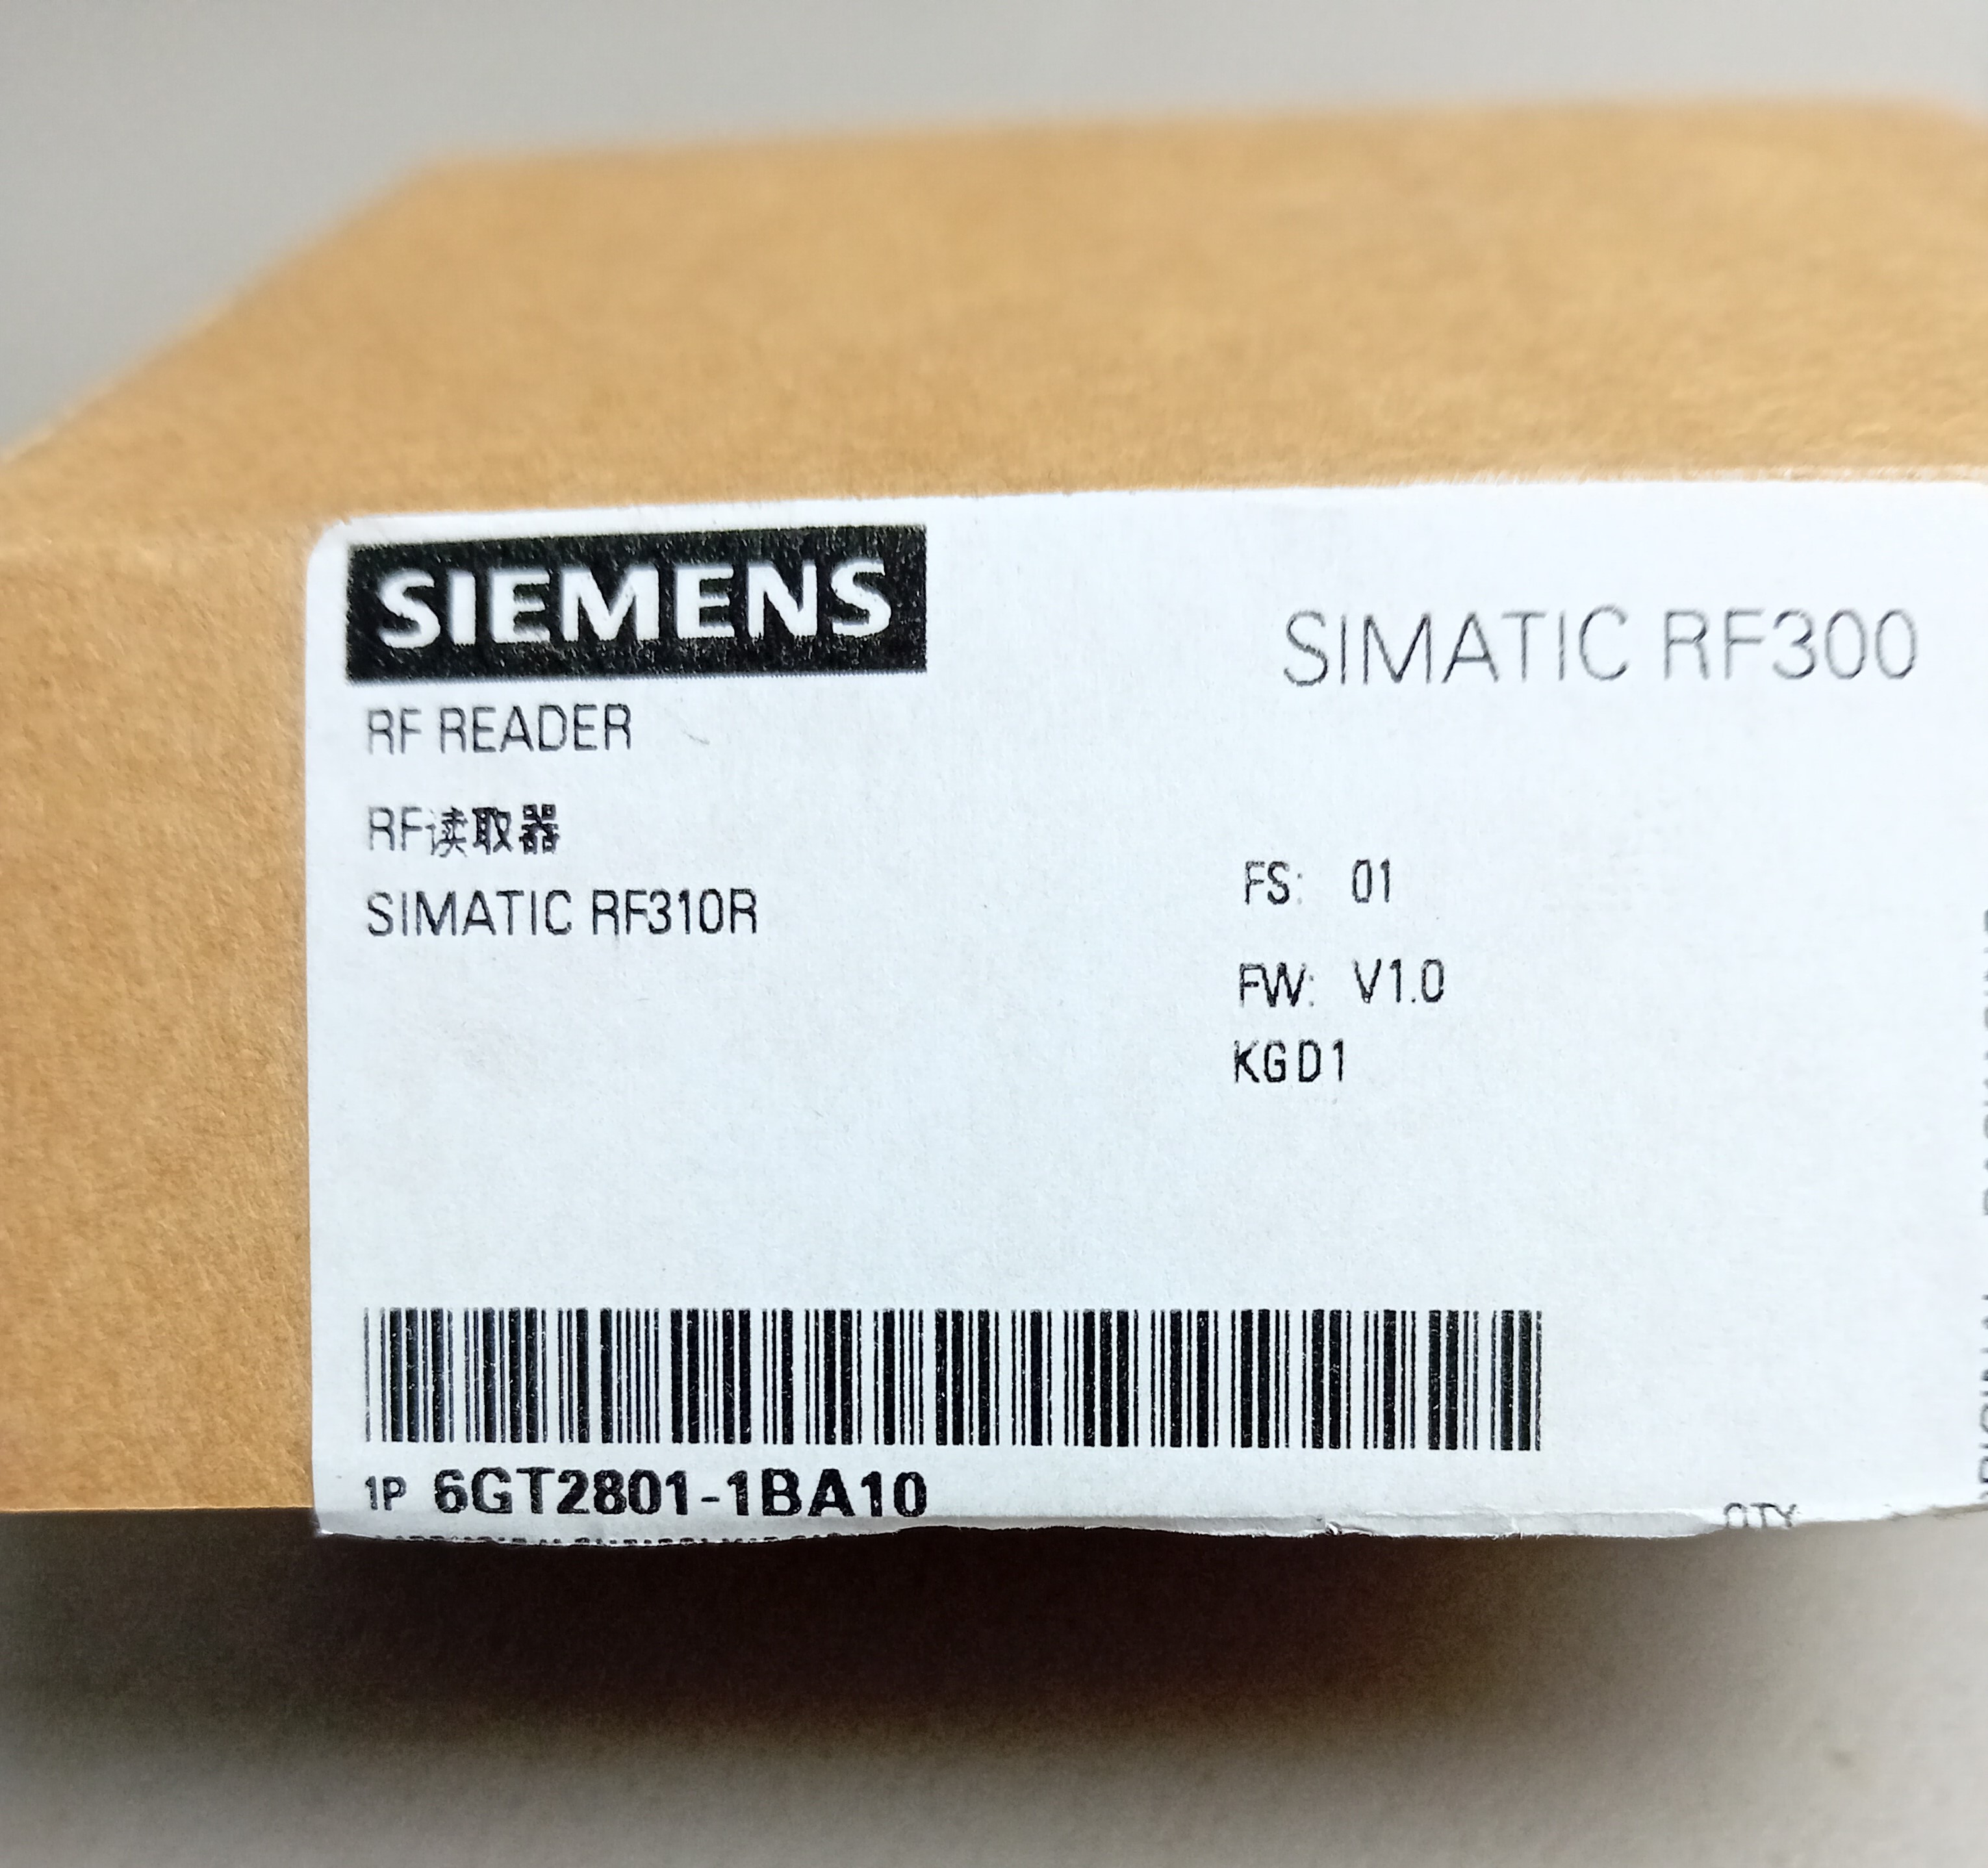 SIEMENS
SIMATIC RF300
RF READER
RF读取器
SIMATIC RF310R
FS: 01
FW: V1.0
KGD1
1P 6GT2801-1BA10
QTY